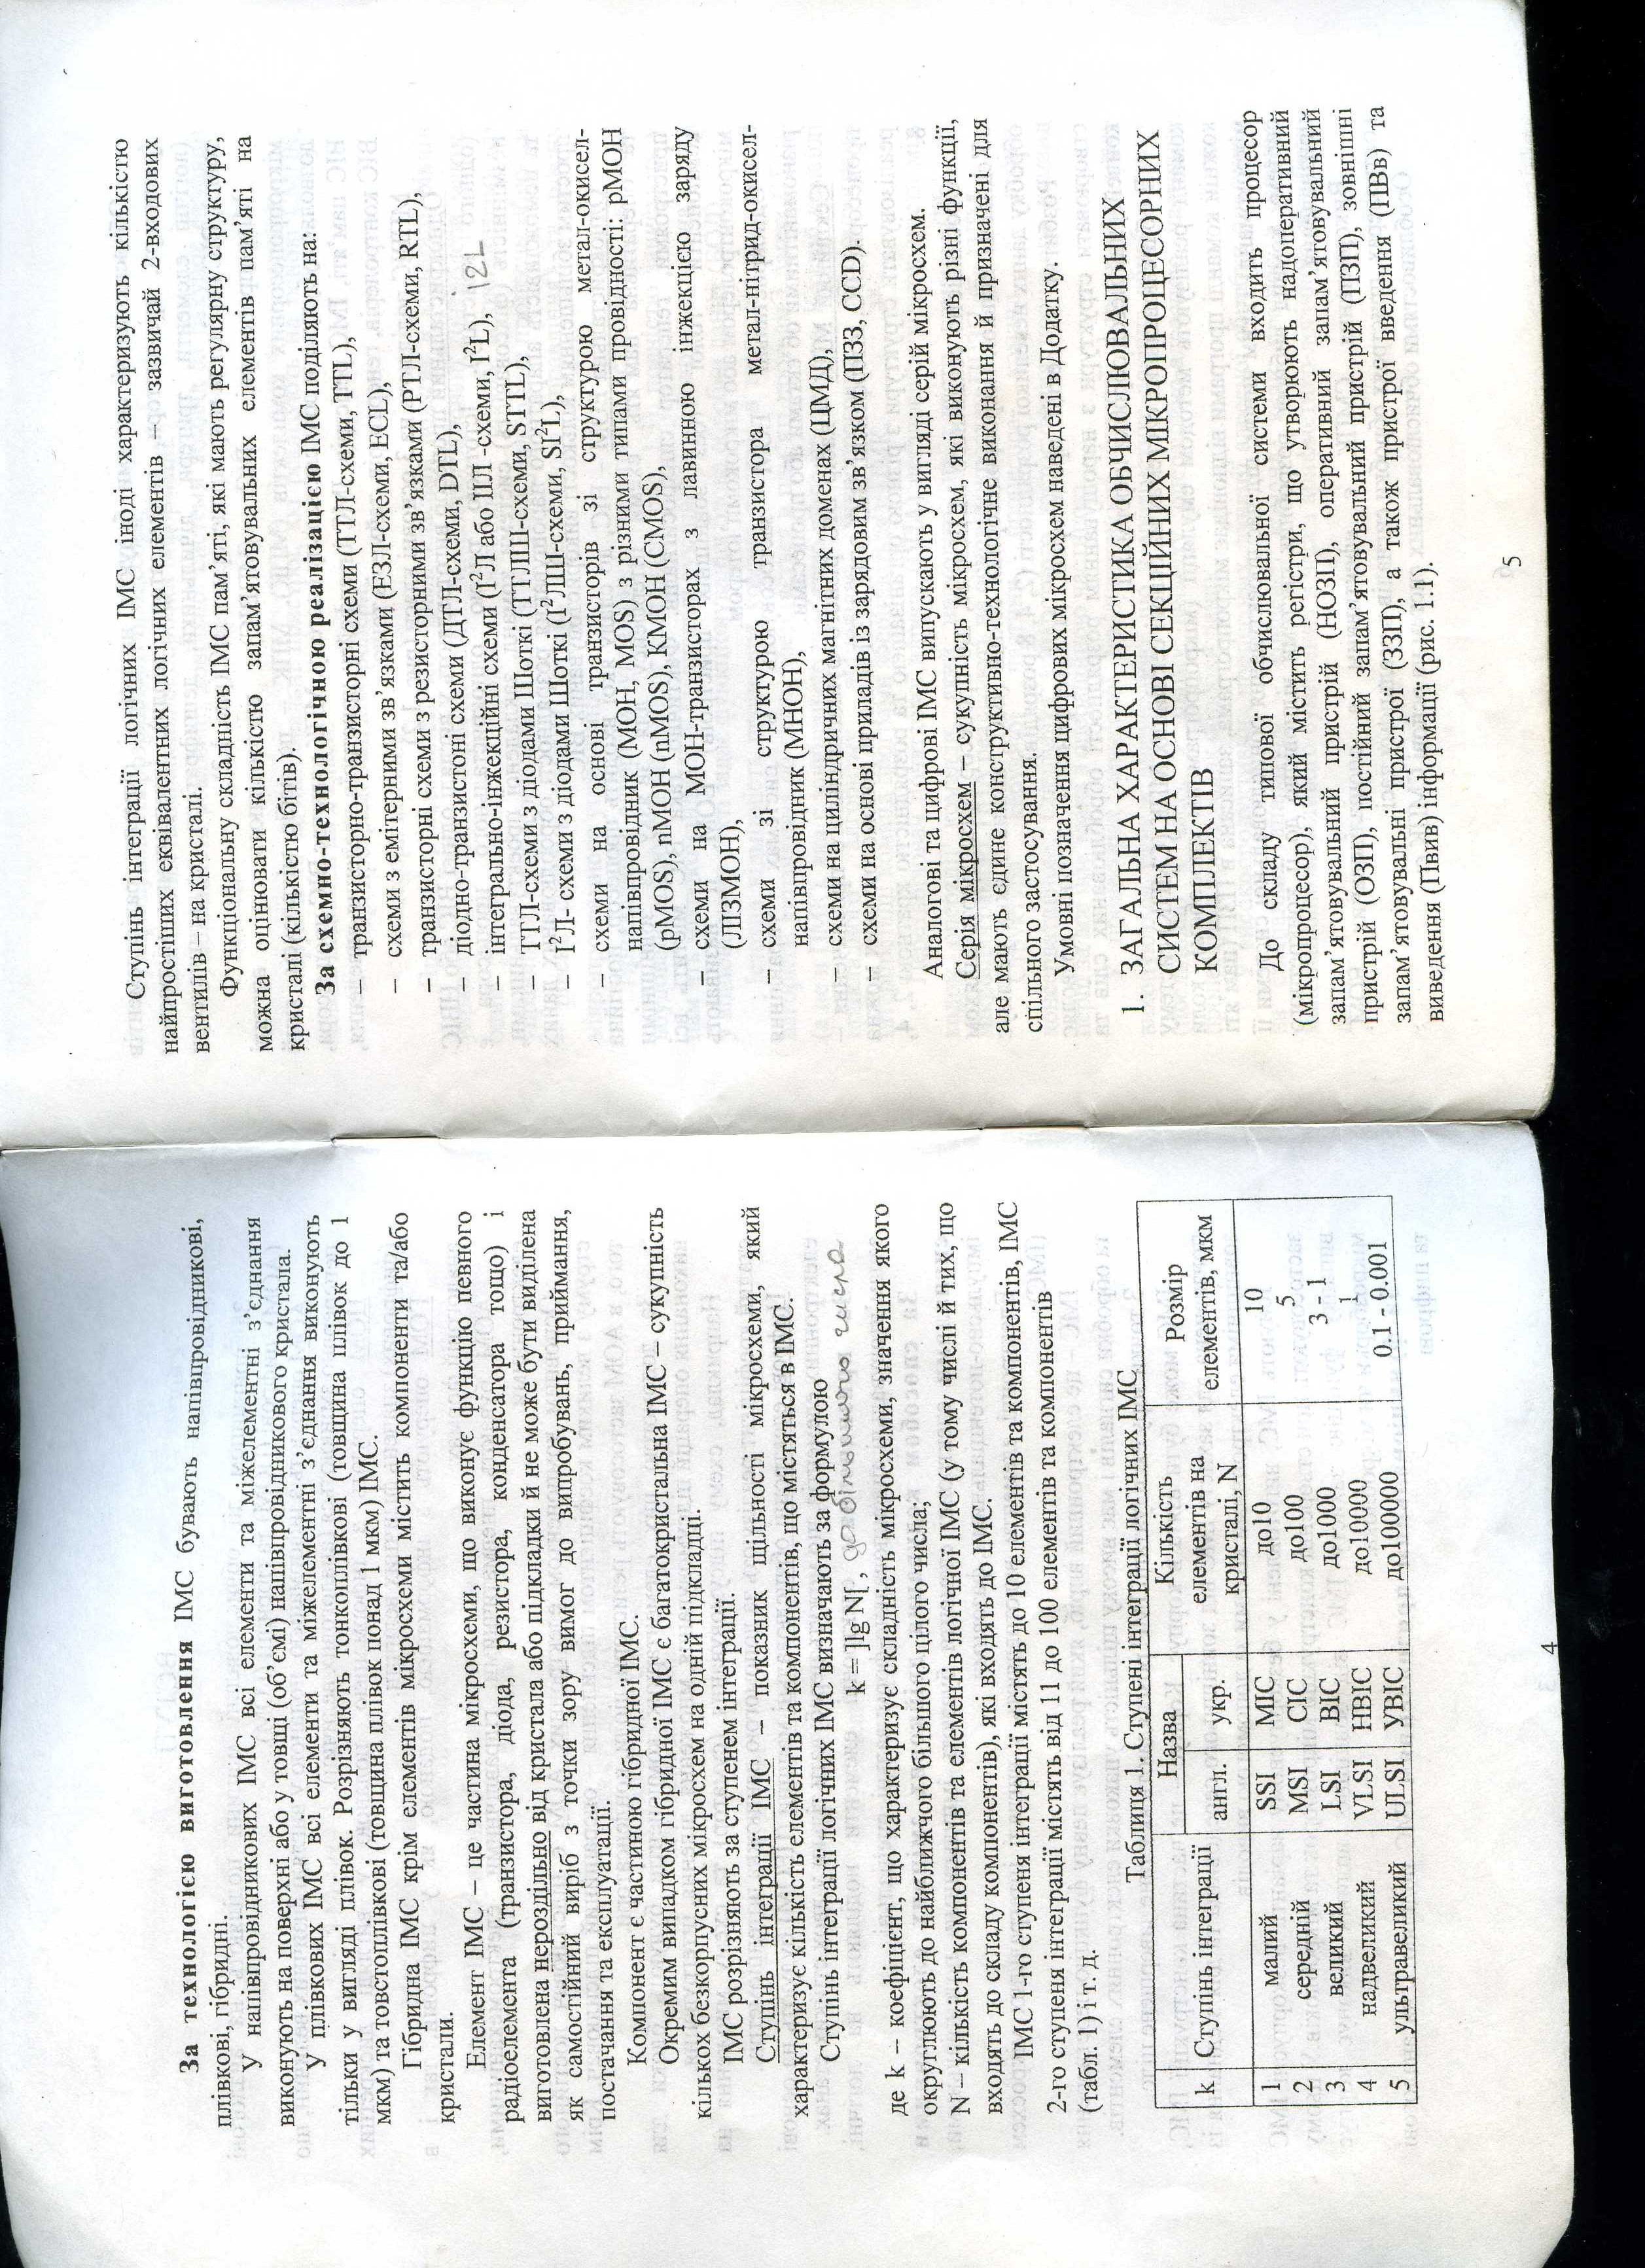 За технологією виготовлення ІМС бувають напівпровідникові,
плівкові, гібридні.
У напівпровідникових ІМС всі елементи та міжелементні з’єднання
виконують на поверхні або у товщі (об’ємі) напівпровідникового кристала.
У плівкових ІМС всі елементи та міжелементні з’єднання виконують
тільки у вигляді плівок. Розрізняють тонкоплівкові (товщина плівок до 1
мкм) та товстоплівкові (товщина плівок понад 1 мкм) ІМС.
Гібридна ІМС крім елементів мікросхеми містить компоненти та/або
кристали.
Елемент ІМС – це частина мікросхеми, що виконує функцію певного
радіоелемента (транзистора, діода, резистора, конденсатора тощо) і
виготовлена нероздільно від кристала або підкладки й не може бути виділена
як самостійний виріб з точки зору вимог до випробувань, приймання,
постачання та експлуатації.
Компонент є частиною гібридної ІМС.
Окремим випадком гібридної ІМС є багатокристальна ІМС – сукупність
кількох безкорпусних мікросхем на одній підкладці.
ІМС розрізняють за ступенем інтеграції.
Ступінь інтеграції ІМС – показник щільності мікросхеми, який
характеризує кількість елементів та компонентів, що містяться в ІМС.
Ступінь інтеграції логічних ІМС визначають за формулою
k = ]lg N[ , до більшого числа
де k – коефіцієнт, що характеризує складність мікросхеми, значення якого
округлюють до найближчого більшого цілого числа;
N – кількість компонентів та елементів логічної ІМС (у тому числі й тих, що
входять до складу компонентів), які входять до ІМС.
ІМС 1-го ступеня інтеграції містять до 10 елементів та компонентів, ІМС
2-го ступеня інтеграції містять від 11 до 100 елементів та компонентів
(табл. 1) і т. д.
Таблиця 1. Ступені інтеграції логічних ІМС
k Ступінь інтеграції Назва Кількість елементів на кристалі, N Розмір елементів, мкм
англ. укр.
1 малий SSI МІС до10 10
2 середній MSI СІС до100 5
3 великий LSI ВІС до1000 3 - 1
4 надвеликий VLSI НВІС до10000 1
5 ультравеликий ULSI УВІС до100000 0.1 - 0.001
4
Ступінь інтеграції логічних ІМС іноді характеризують кількістю
найпростіших еквівалентних логічних елементів – зазвичай 2-входових
вентилів – на кристалі.
Функціональну складність ІМС пам’яті, які мають регулярну структуру,
можна оцінювати кількістю запам’ятовувальних елементів пам’яті на
кристалі (кількістю бітів).
За схемно-технологічною реалізацією ІМС поділяють на:
– транзисторно-транзисторні схеми (ТТЛ-схеми, TTL),
– схеми з емітерними зв’язками (ЕЗЛ-схеми, ECL),
– транзисторні схеми з резисторними зв’язками (РТЛ-схеми, RTL),
– діодно-транзистоні схеми (ДТЛ-схеми, DTL),
– інтегрально-інжекційні схеми (І²Л або ІІЛ -схеми, I²L), i2L
– ТТЛ-схеми з діодами Шоткі (ТТЛШ-схеми, STTL),
– І²Л- схеми з діодами Шоткі (І²ЛШ-схеми, SI²L),
– схеми на основі транзисторів зі структурою метал-окисел-
напівпровідник (МОН, MOS) з різними типами провідності: рМОН
(pMOS), nМОН (nMOS), КМОН (CMOS),
– схеми на МОН-транзисторах з лавинною інжекцією заряду
(ЛІЗМОН),
– схеми зі структурою транзистора метал-нітрид-окисел-
напівпровідник (МНОН),
– схеми на циліндричних магнітних доменах (ЦМД),
– схеми на основі приладів із зарядовим зв’язком (ПЗЗ, CCD).
Аналогові та цифрові ІМС випускають у вигляді серій мікросхем.
Серія мікросхем – сукупність мікросхем, які виконують різні функції,
але мають єдине конструктивно-технологічне виконання й призначені для
спільного застосування.
Умовні позначення цифрових мікросхем наведені в Додатку.
1. ЗАГАЛЬНА ХАРАКТЕРИСТИКА ОБЧИСЛЮВАЛЬНИХ
СИСТЕМ НА ОСНОВІ СЕКЦІЙНИХ МІКРОПРОЦЕСОРНИХ
КОМПЛЕКТІВ
До складу типової обчислювальної системи входить процесор
(мікропроцесор), який містить регістри, що утворюють надоперативний
запам’ятовувальний пристрій (НОЗП), оперативний запам’ятовувальний
пристрій (ОЗП), постійний запам’ятовувальний пристрій (ПЗП), зовнішні
запам’ятовувальні пристрої (ЗЗП), а також пристрої введення (ПВв) та
виведення (Пвив) інформації (рис. 1.1).
5